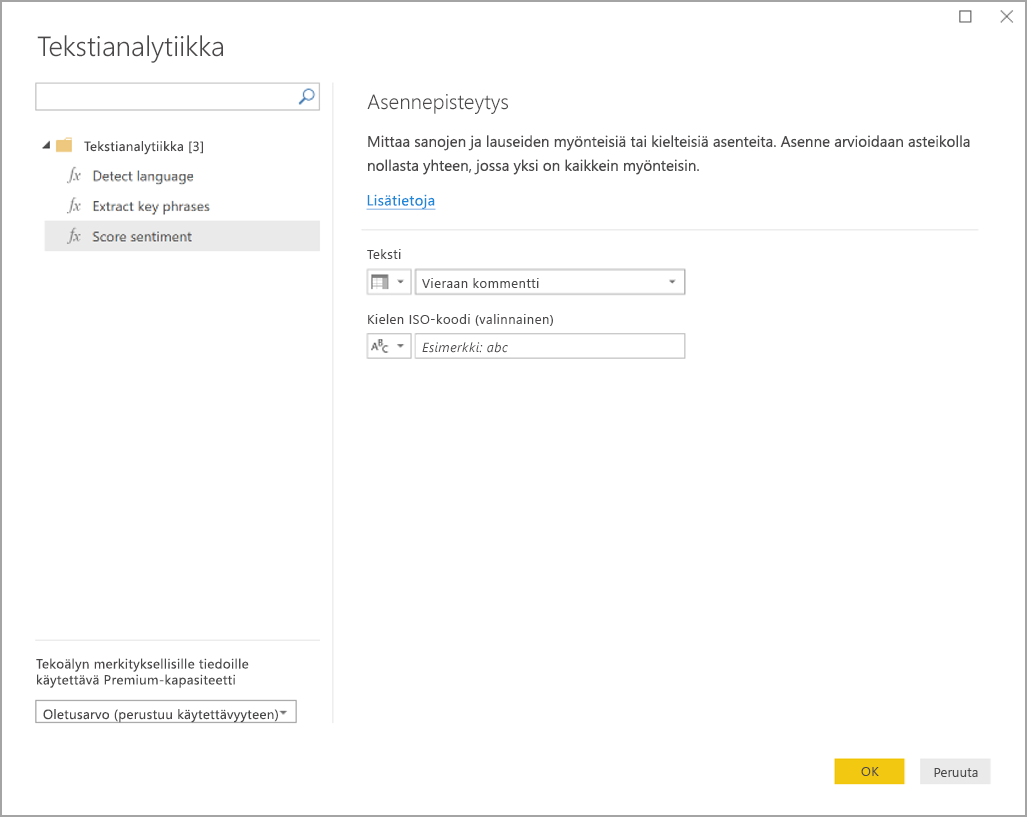 Tekstianalytiikka
Tekstianalytiikka [3]
fx Detect language
fx Extract key phrases
fx Score sentiment
Tekoälyn merkityksellisille tiedoille
käytettävä Premium-kapasiteetti
Oletusarvo (perustuu käytettävyyteen)
Asennepisteytys
Mittaa sanojen ja lauseiden myönteisiä tai kielteisiä asenteita. Asenne arvioidaan asteikolla
nollasta yhteen, jossa yksi on kaikkein myönteisin.
Lisätietoja
Teksti
Vieraan kommentti
Kielen ISO-koodi (valinnainen)
ABC Esimerkki: abc
OK Peruuta